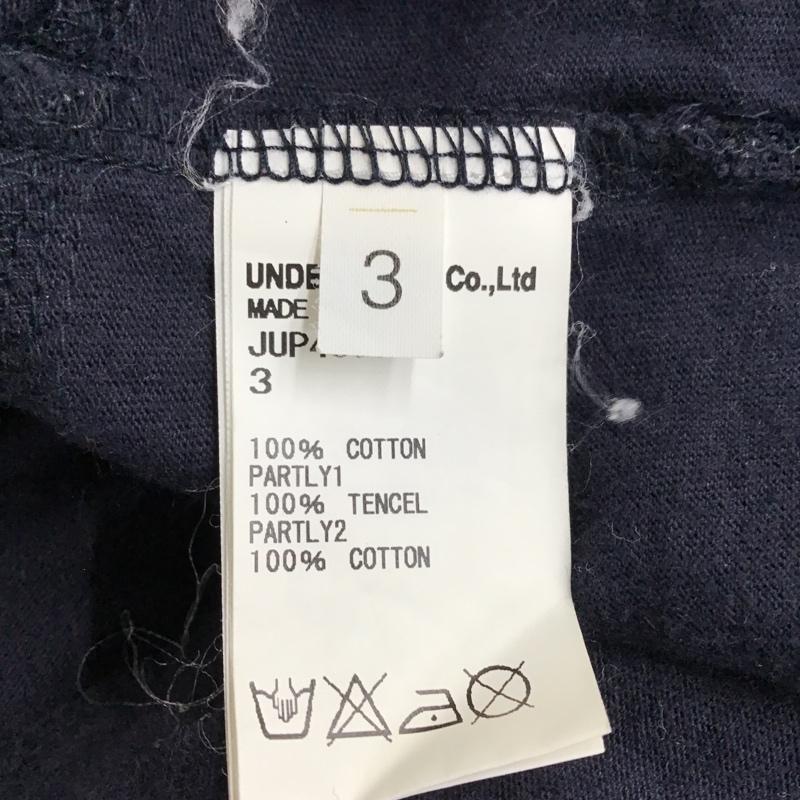 3
UNDE Co.,Ltd
MADE
JUP4
3
100% COTTON
PARTLY1
100% TENCEL
PARTLY2
100% COTTON